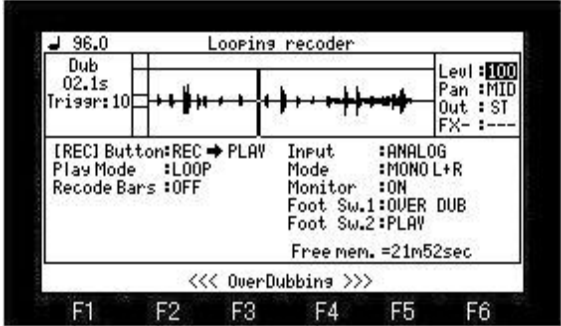 ♩ 96.0 Looping recoder
Dub
02.1s
Triggr:10
Levl :100
Pan :MID
Out :ST
FX- :---
[REC] Button:REC ➔ PLAY
Play Mode :LOOP
Recode Bars :OFF
Input :ANALOG
Mode :MONO L+R
Monitor :ON
Foot Sw.1:OVER DUB
Foot Sw.2:PLAY
Free mem. =21m52sec
<<< OverDubbing >>>
F1 F2 F3 F4 F5 F6